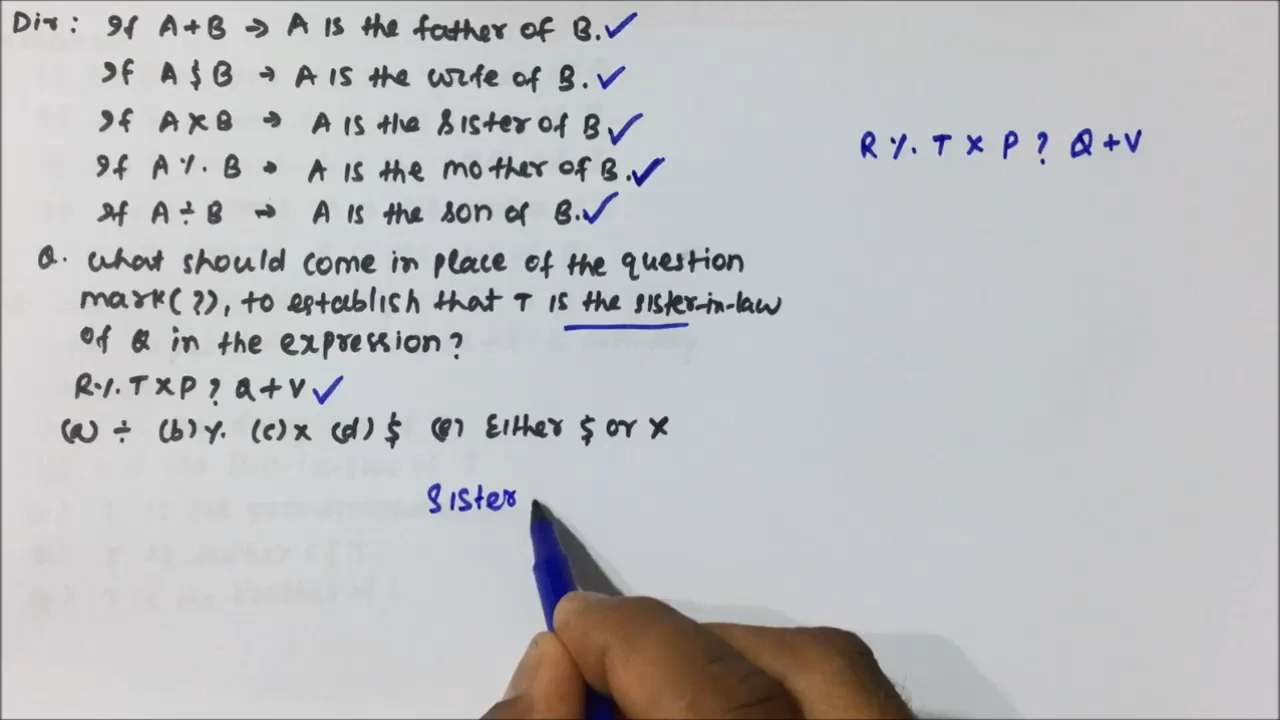 Dir: If A+B → A is the father of B. ✓
If A $ B → A is the wife of B. ✓
If A × B → A is the sister of B ✓
If A % B → A is the mother of B. ✓
If A ÷ B → A is the son of B. ✓
R % T × P ? Q + V
Q. What should come in place of the question
mark(?), to establish that T is the sister-in-law
of Q in the expression?
R % T × P ? Q + V ✓
(a) ÷ (b) % (c) × (d) $ (e) Either $ or ×
Sister